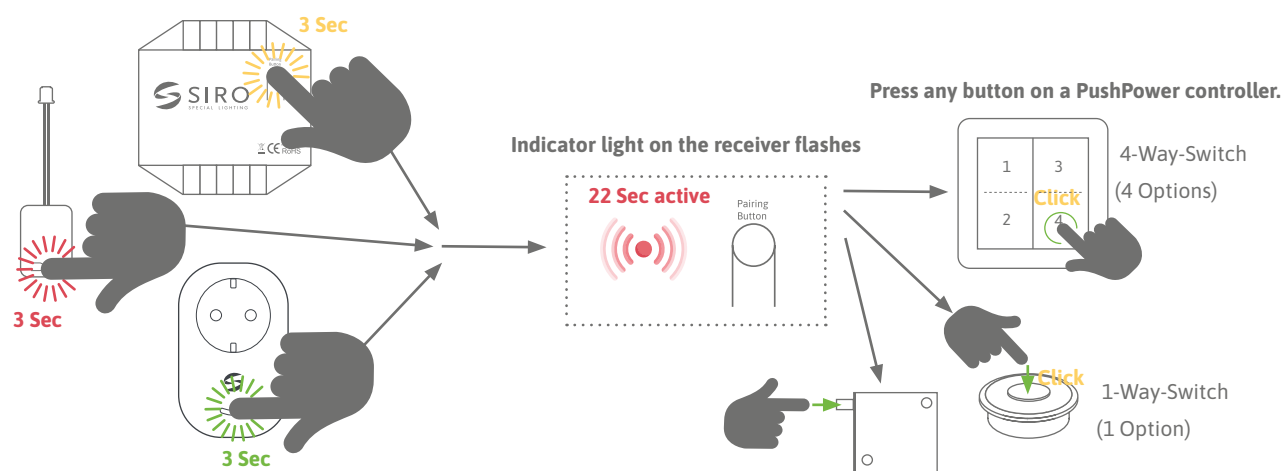 3 Sec
Pairing
Button
SIRO
SPECIAL LIGHTING
CE RoHS
3 Sec
3 Sec
Indicator light on the receiver flashes
22 Sec active
Pairing
Button
Press any button on a PushPower controller.
1
3
Click
2
4
4-Way-Switch
(4 Options)
Click
1-Way-Switch
(1 Option)